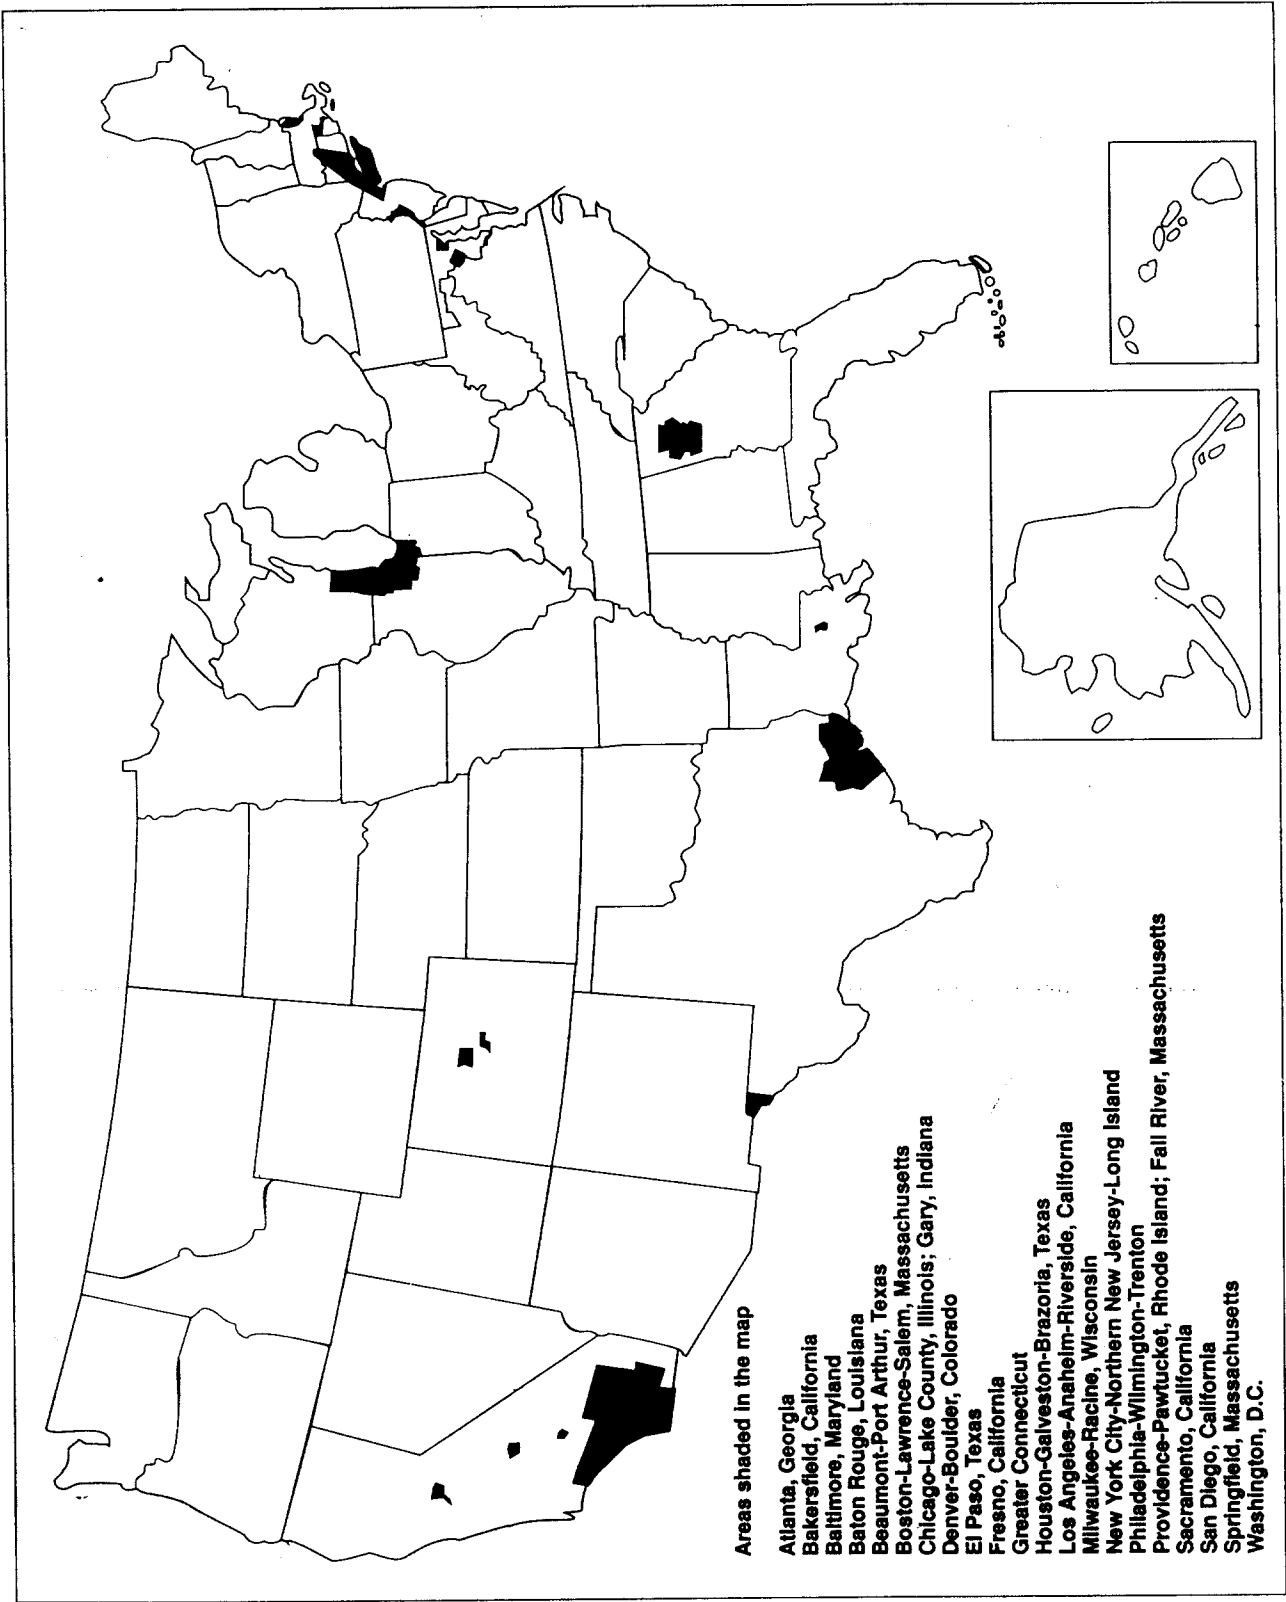 Areas shaded in the map
Atlanta, Georgia
Bakersfield, California
Baltimore, Maryland
Baton Rouge, Louisiana
Beaumont-Port Arthur, Texas
Boston-Lawrence-Salem, Massachusetts
Chicago-Lake County, Illinois; Gary, Indiana
Denver-Boulder, Colorado
El Paso, Texas
Fresno, California
Greater Connecticut
Houston-Galveston-Brazoria, Texas
Los Angeles-Anaheim-Riverside, California
Milwaukee-Racine, Wisconsin
New York City-Northern New Jersey-Long Island
Philadelphia-Wilmington-Trenton
Providence-Pawtucket, Rhode Island; Fall River, Massachusetts
Sacramento, California
San Diego, California
Springfield, Massachusetts
Washington, D.C.